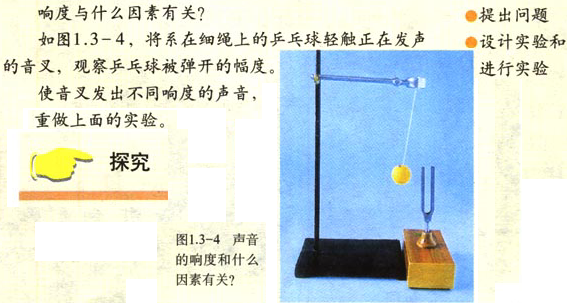 响度与什么因素有关?
如图1.3-4，将系在细绳上的乒乓球轻触正在发声
的音叉，观察乒乓球被弹开的幅度。
使音叉发出不同响度的声音，
重做上面的实验。
●提出问题
●设计实验和
进行实验
探究
图1.3-4 声音
的响度和什么
因素有关?